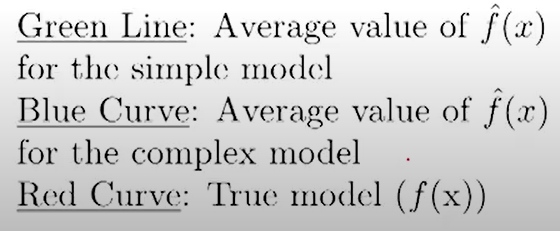 Green Line: Average value of f̂(x)
for the simple model
Blue Curve: Average value of f̂(x)
for the complex model
Red Curve: True model (f(x))